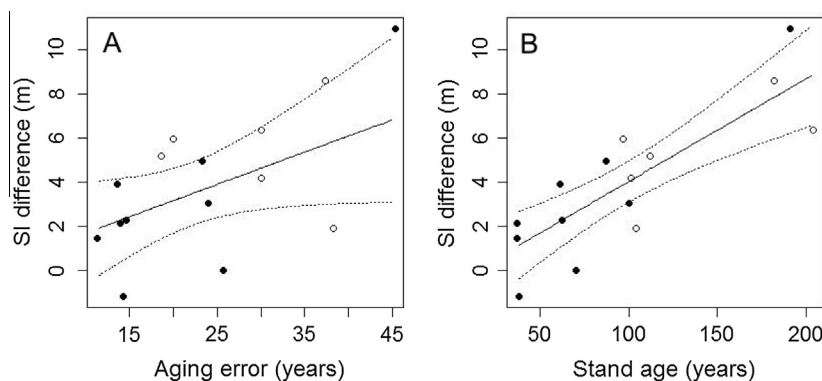 A
SI difference (m)
0 2 4 6 8 10
15 25 35 45
Aging error (years)
B
SI difference (m)
0 2 4 6 8 10
50 100 150 200
Stand age (years)